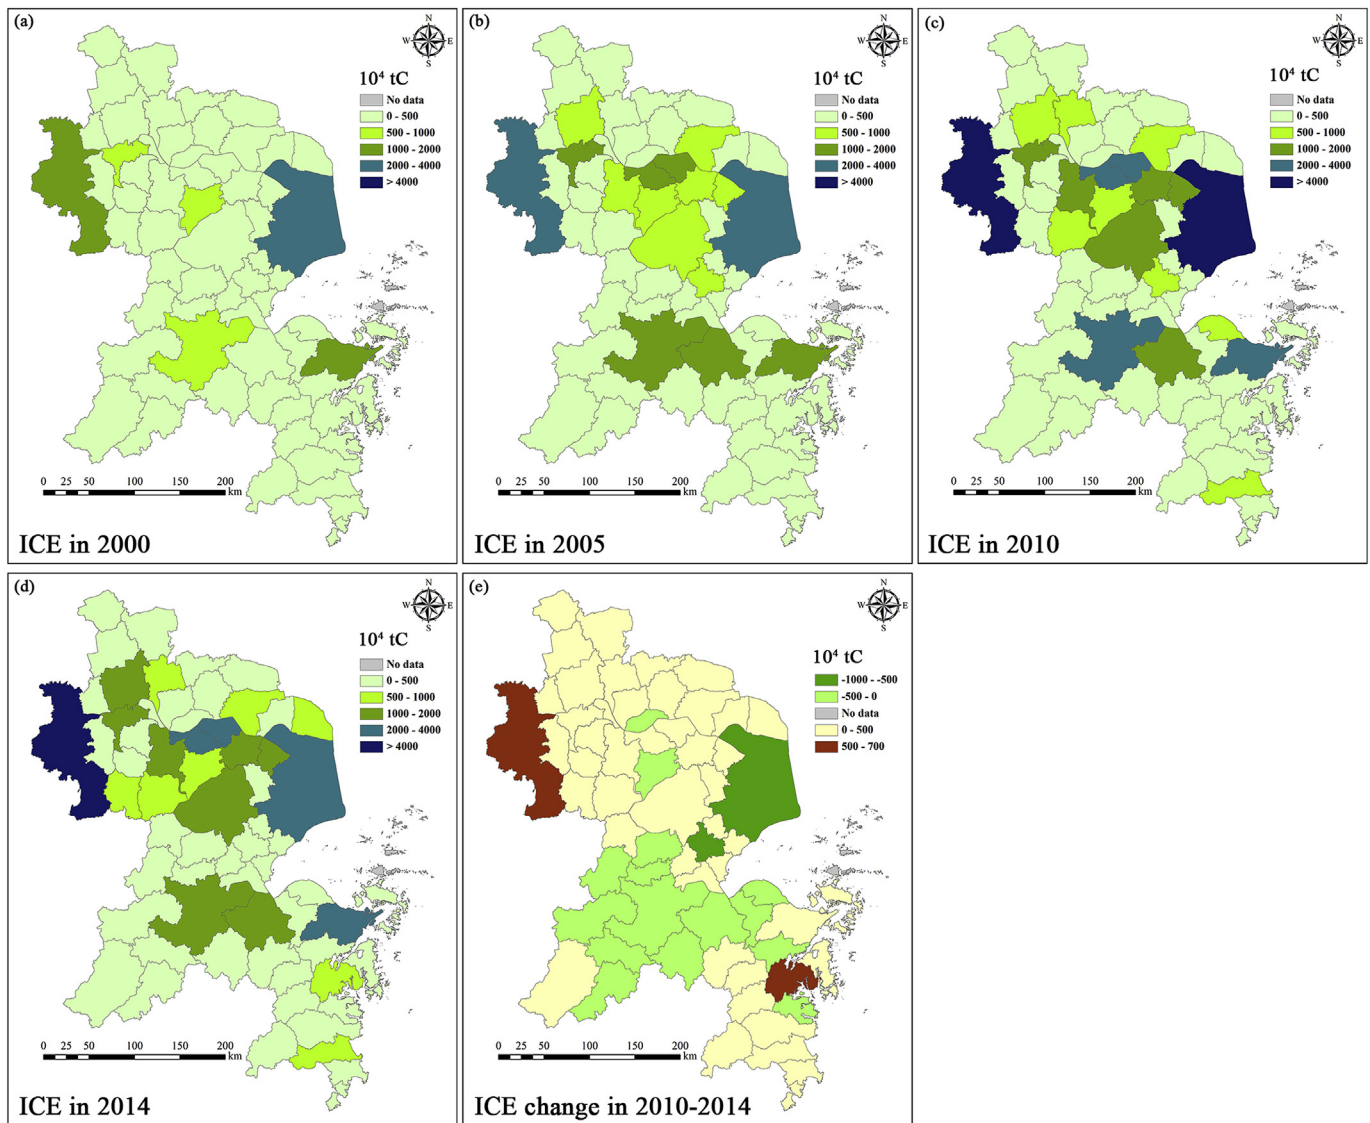 (a)
N
W E
S
10⁴ tC
No data
0 - 500
500 - 1000
1000 - 2000
2000 - 4000
> 4000
0 25 50 100 150 200
km
ICE in 2000
(b)
N
W E
S
10⁴ tC
No data
0 - 500
500 - 1000
1000 - 2000
2000 - 4000
> 4000
0 25 50 100 150 200
km
ICE in 2005
(c)
N
W E
S
10⁴ tC
No data
0 - 500
500 - 1000
1000 - 2000
2000 - 4000
> 4000
0 25 50 100 150 200
km
ICE in 2010
(d)
N
W E
S
10⁴ tC
No data
0 - 500
500 - 1000
1000 - 2000
2000 - 4000
> 4000
0 25 50 100 150 200
km
ICE in 2014
(e)
N
W E
S
10⁴ tC
-1000 - -500
-500 - 0
No data
0 - 500
500 - 700
0 25 50 100 150 200
km
ICE change in 2010-2014